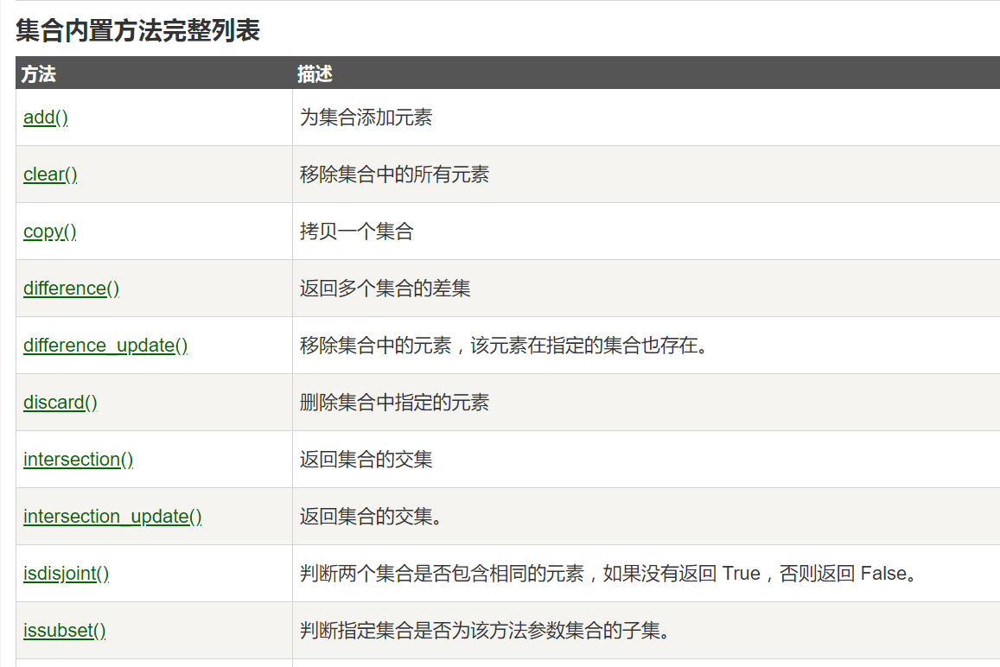 集合内置方法完整列表
方法 描述
add() 为集合添加元素
clear() 移除集合中的所有元素
copy() 拷贝一个集合
difference() 返回多个集合的差集
difference_update() 移除集合中的元素，该元素在指定的集合也存在。
discard() 删除集合中指定的元素
intersection() 返回集合的交集
intersection_update() 返回集合的交集。
isdisjoint() 判断两个集合是否包含相同的元素，如果没有返回 True，否则返回 False。
issubset() 判断指定集合是否为该方法参数集合的子集。